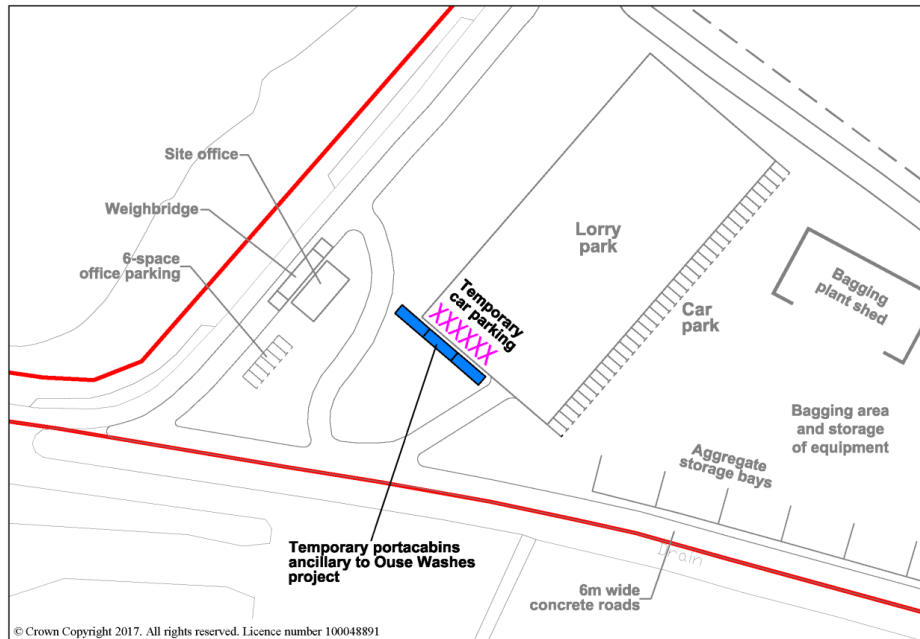 Site office
Weighbridge
6-space
office parking
Temporary
car parking
Lorry
park
Car
park
Bagging
plant shed
Bagging area
and storage
of equipment
Aggregate
storage bays
Temporary portacabins
ancillary to Ouse Washes
project
Drain
6m wide
concrete roads
© Crown Copyright 2017. All rights reserved. Licence number 100048891